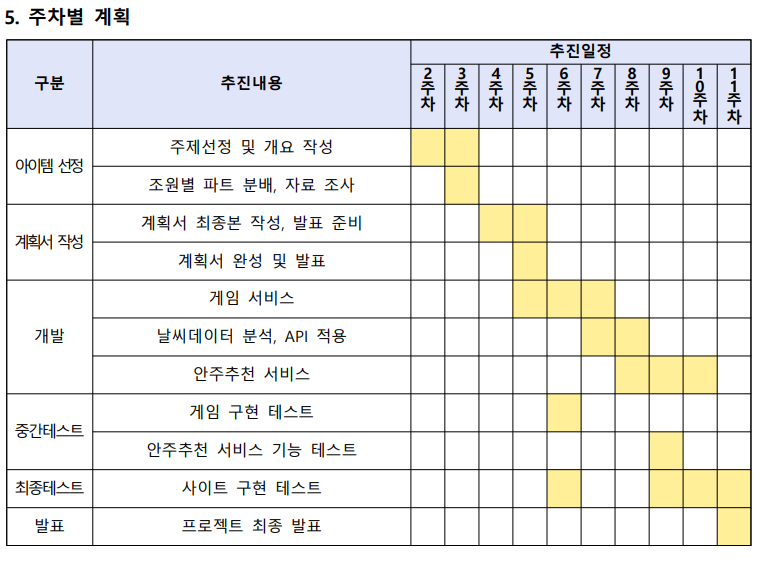 5. 주차별 계획
구분 추진내용 추진일정
2주차 3주차 4주차 5주차 6주차 7주차 8주차 9주차 10주차 11주차
아이템 선정 주제선정 및 개요 작성
조원별 파트 분배, 자료 조사
계획서 작성 계획서 최종본 작성, 발표 준비
계획서 완성 및 발표
개발 게임 서비스
날씨데이터 분석, API 적용
안주추천 서비스
중간테스트 게임 구현 테스트
안주추천 서비스 기능 테스트
최종테스트 사이트 구현 테스트
발표 프로젝트 최종 발표